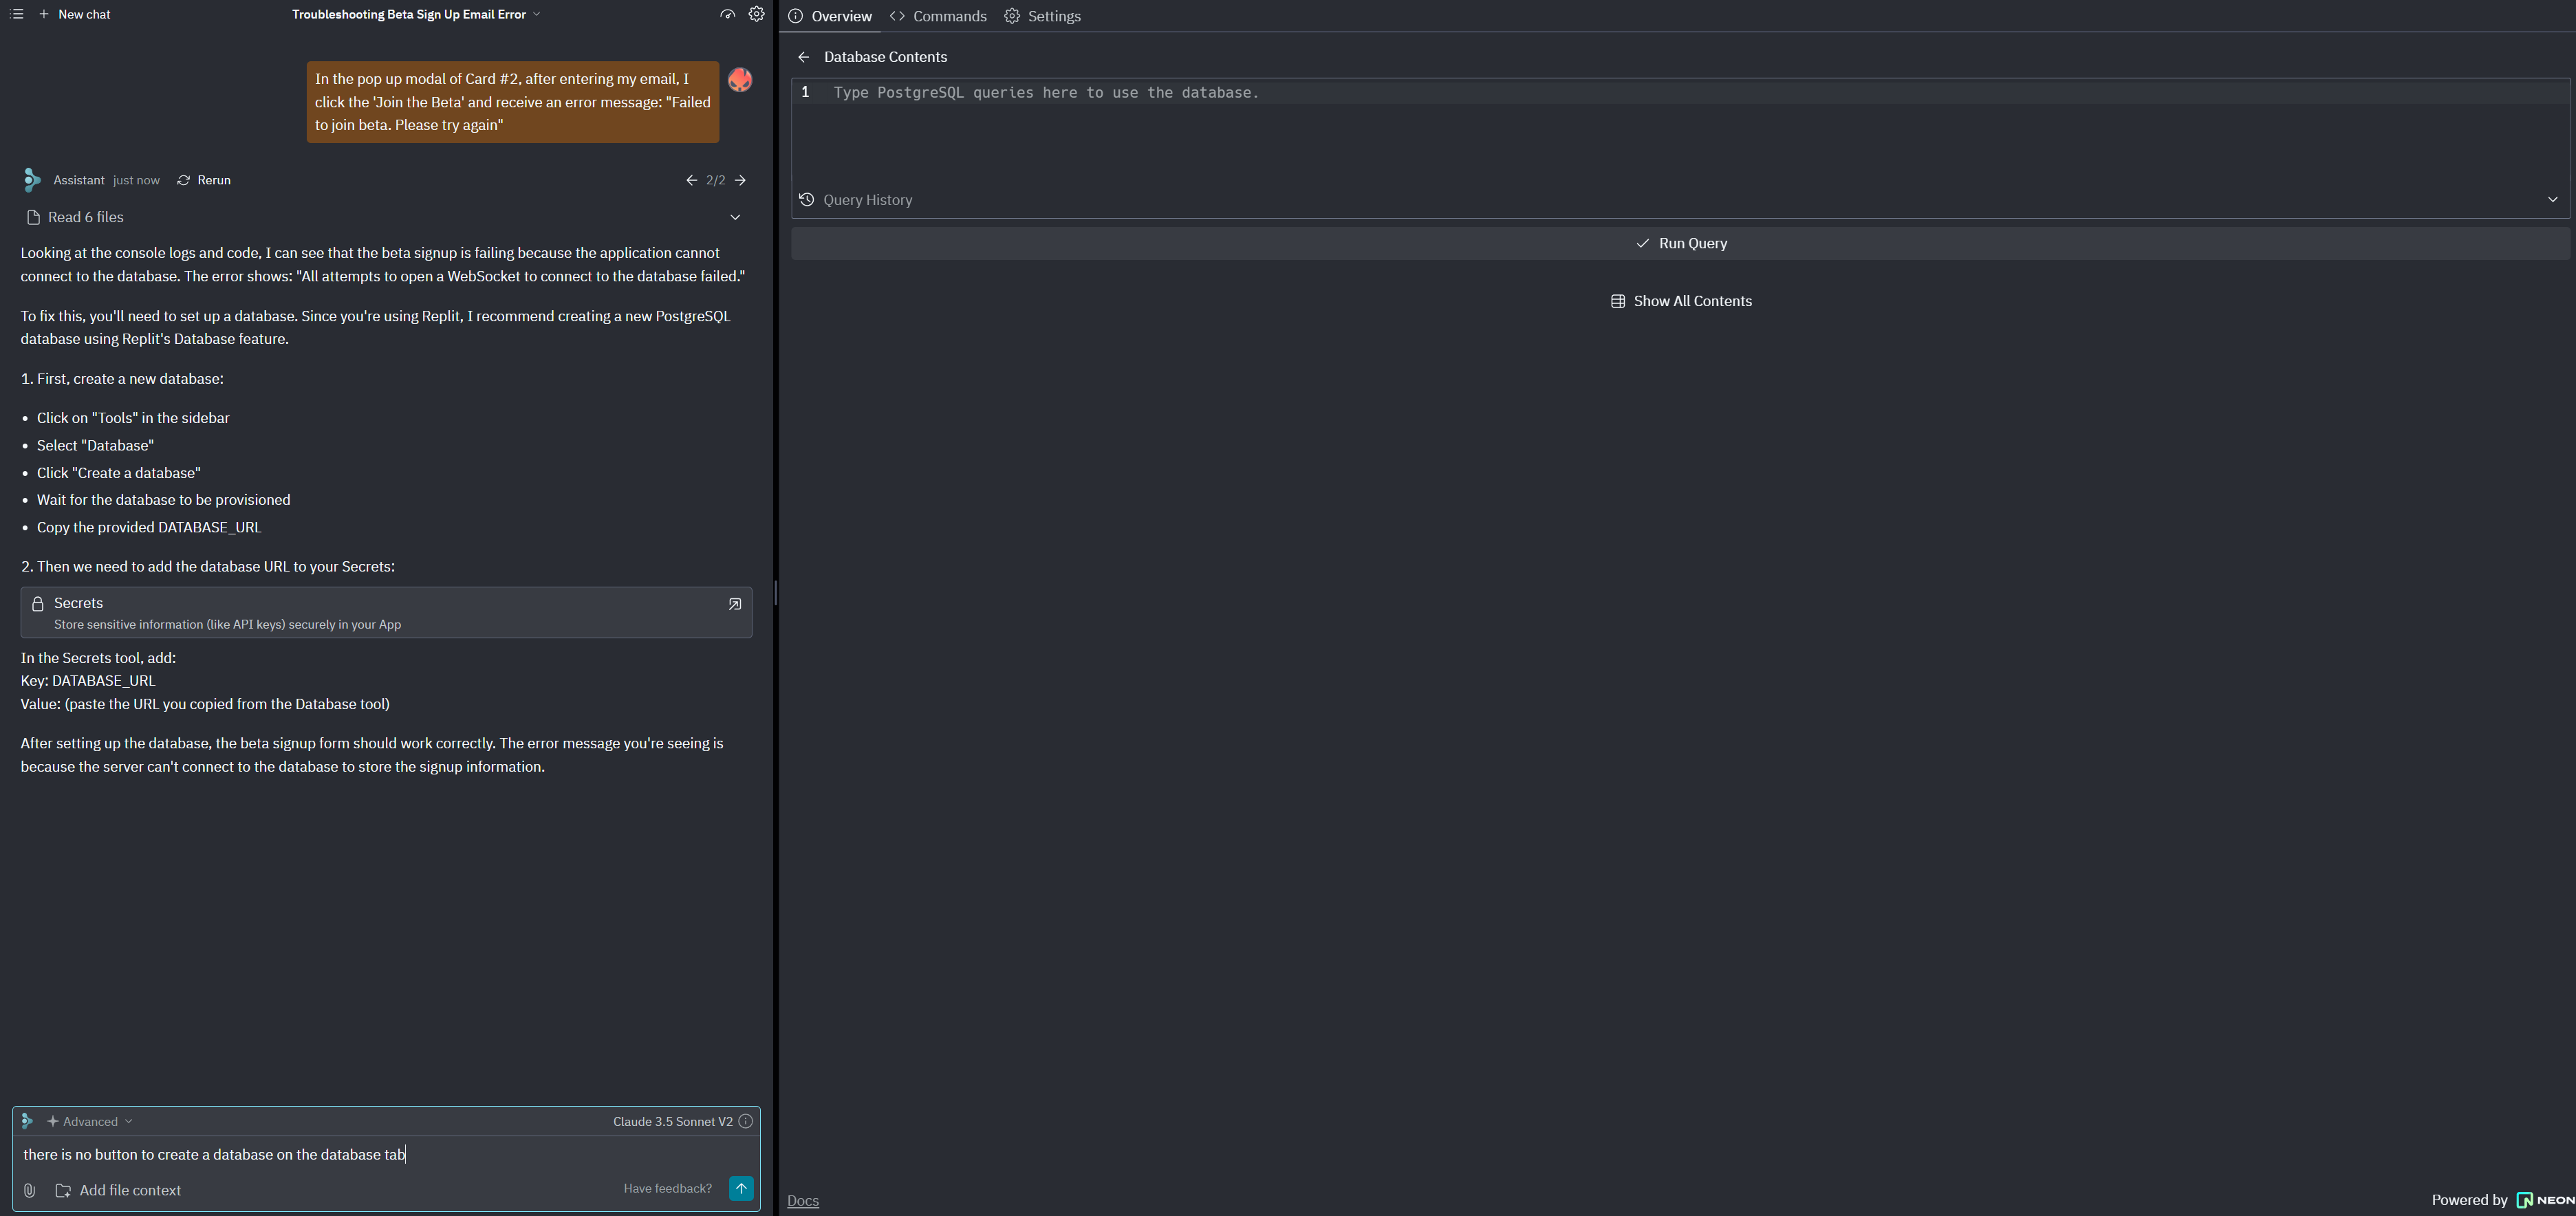 New chat
Troubleshooting Beta Sign Up Email Error
In the pop up modal of Card #2, after entering my email, I
click the 'Join the Beta' and receive an error message: "Failed
to join beta. Please try again"
Assistant just now Rerun
2/2
Read 6 files
Looking at the console logs and code, I can see that the beta signup is failing because the application cannot
connect to the database. The error shows: "All attempts to open a WebSocket to connect to the database failed."
To fix this, you'll need to set up a database. Since you're using Replit, I recommend creating a new PostgreSQL
database using Replit's Database feature.
1. First, create a new database:
• Click on "Tools" in the sidebar
• Select "Database"
• Click "Create a database"
• Wait for the database to be provisioned
• Copy the provided DATABASE_URL
2. Then we need to add the database URL to your Secrets:
Secrets
Store sensitive information (like API keys) securely in your App
In the Secrets tool, add:
Key: DATABASE_URL
Value: (paste the URL you copied from the Database tool)
After setting up the database, the beta signup form should work correctly. The error message you're seeing is
because the server can't connect to the database to store the signup information.
Advanced
Claude 3.5 Sonnet V2
there is no button to create a database on the database tab
Add file context
Have feedback?
Overview Commands Settings
Database Contents
1 Type PostgreSQL queries here to use the database.
Query History
Run Query
Show All Contents
Docs
Powered by NEON